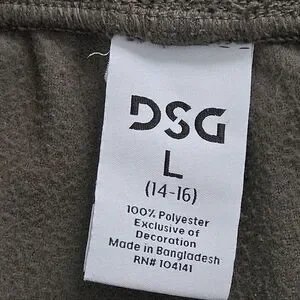 DSG
L
(14-16)
100% Polyester
Exclusive of
Decoration
Made in Bangladesh
RN# 104141